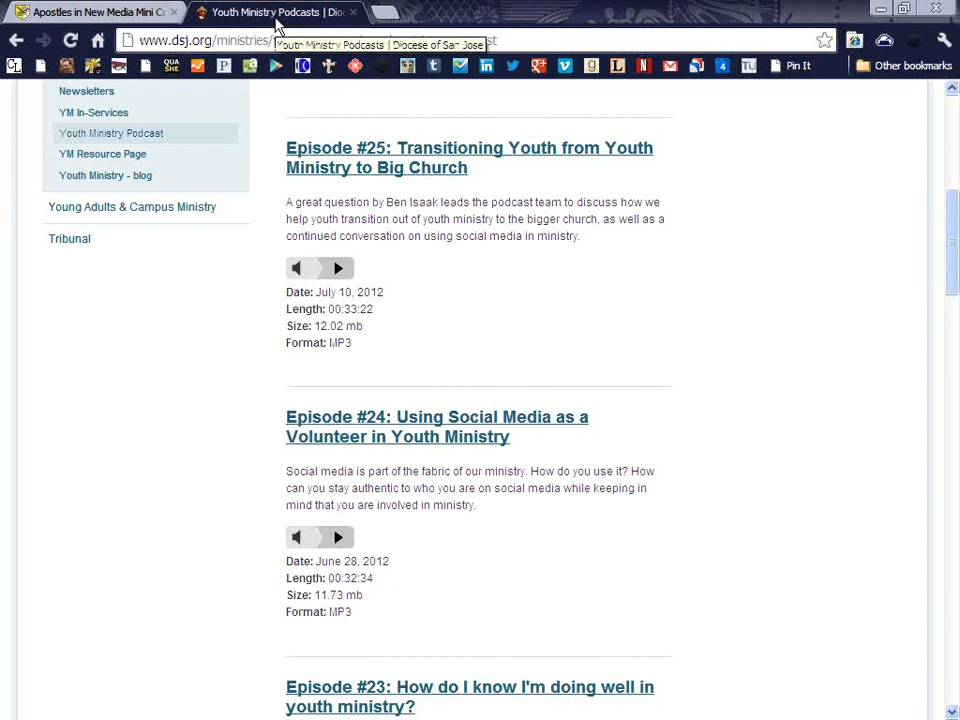 Apostles in New Media Mini Co
Youth Ministry Podcasts | Dio
www.dsj.org/ministries/
Youth Ministry Podcasts | Diocese of San Jose
st
CL
QUA
SHE
P
t
in
g+
g
L
N
4
TU
Pin It
Other bookmarks
Newsletters
YM In-Services
Youth Ministry Podcast
YM Resource Page
Youth Ministry - blog
Young Adults & Campus Ministry
Tribunal
Episode #25: Transitioning Youth from Youth
Ministry to Big Church
A great question by Ben Isaak leads the podcast team to discuss how we
help youth transition out of youth ministry to the bigger church, as well as a
continued conversation on using social media in ministry.
Date: July 10, 2012
Length: 00:33:22
Size: 12.02 mb
Format: MP3
Episode #24: Using Social Media as a
Volunteer in Youth Ministry
Social media is part of the fabric of our ministry. How do you use it? How
can you stay authentic to who you are on social media while keeping in
mind that you are involved in ministry.
Date: June 28, 2012
Length: 00:32:34
Size: 11.73 mb
Format: MP3
Episode #23: How do I know I'm doing well in
youth ministry?